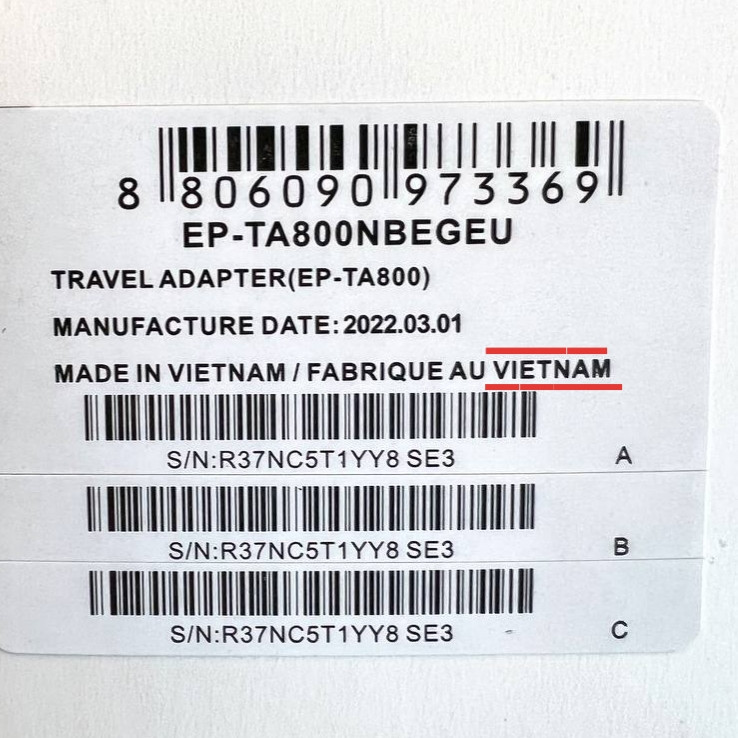 8 806090 973369
EP-TA800NBEGEU
TRAVEL ADAPTER(EP-TA800)
MANUFACTURE DATE: 2022.03.01
MADE IN VIETNAM / FABRIQUE AU VIETNAM
S/N:R37NC5T1YY8 SE3 A
S/N:R37NC5T1YY8 SE3 B
S/N:R37NC5T1YY8 SE3 C